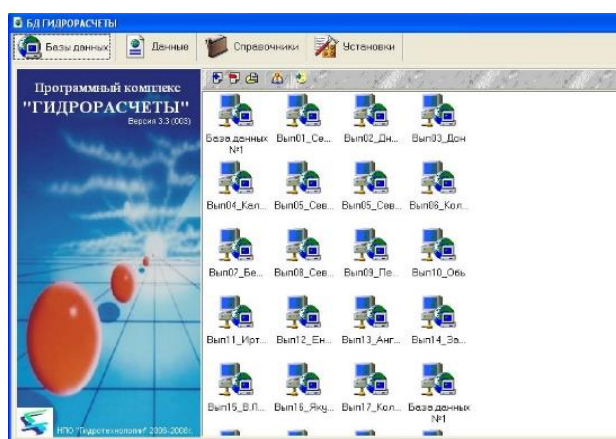 БД ГИДРОРАСЧЕТЫ
Базы данных Данные Справочники Установки
Программный комплекс
"ГИДРОРАСЧЕТЫ"
Версия 3.3 (003)
База данных №1
Вып01_Се...
Вып02_Дн...
Вып03_Дон
Вып04_Кал...
Вып05_Сев...
Вып05_Сев...
Вып06_Кол...
Вып07_Бе...
Вып08_Сев...
Вып09_Пе...
Вып10_Обь
Вып11_Ирт...
Вып12_Ен...
Вып13_Анг...
Вып14_За...
Вып15_В.Л...
Вып16_Яку...
Вып17_Кол...
База данных №1
НПО "Гидротехнологии" 2006-2008г.